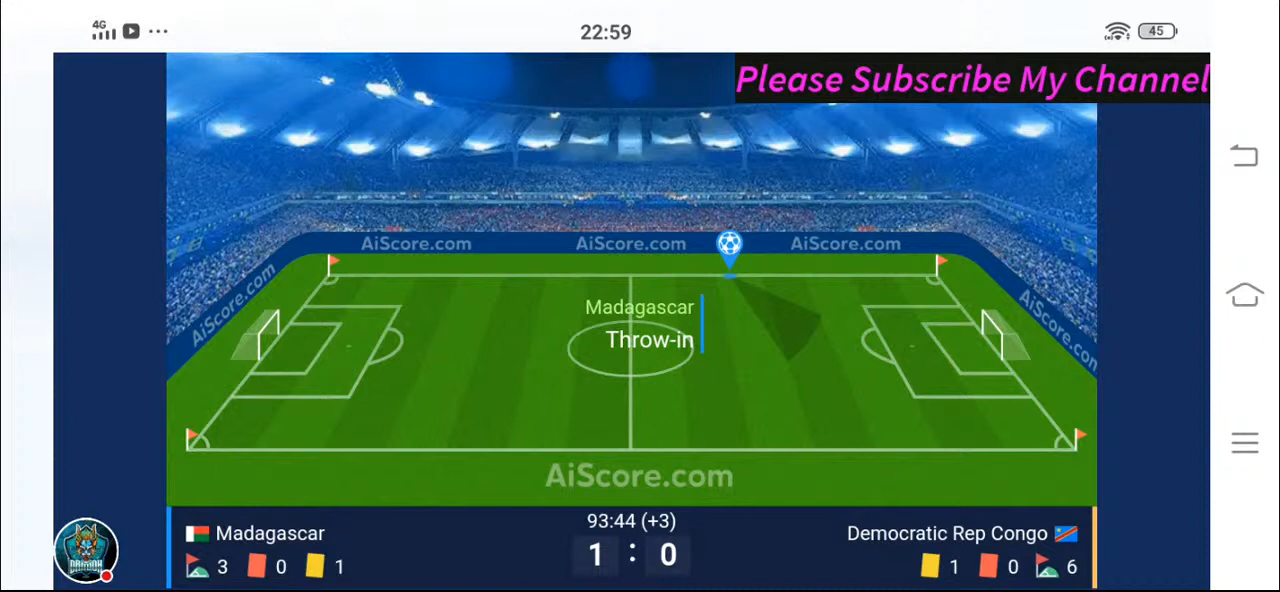 4G
22:59
45
Please Subscribe My Channel
AiScore.com AiScore.com AiScore.com
AiScore.com
AiScore.com
Madagascar
Throw-in
AiScore.com
93:44 (+3)
Madagascar
1 : 0
Democratic Rep Congo
3 0 1
1 0 6